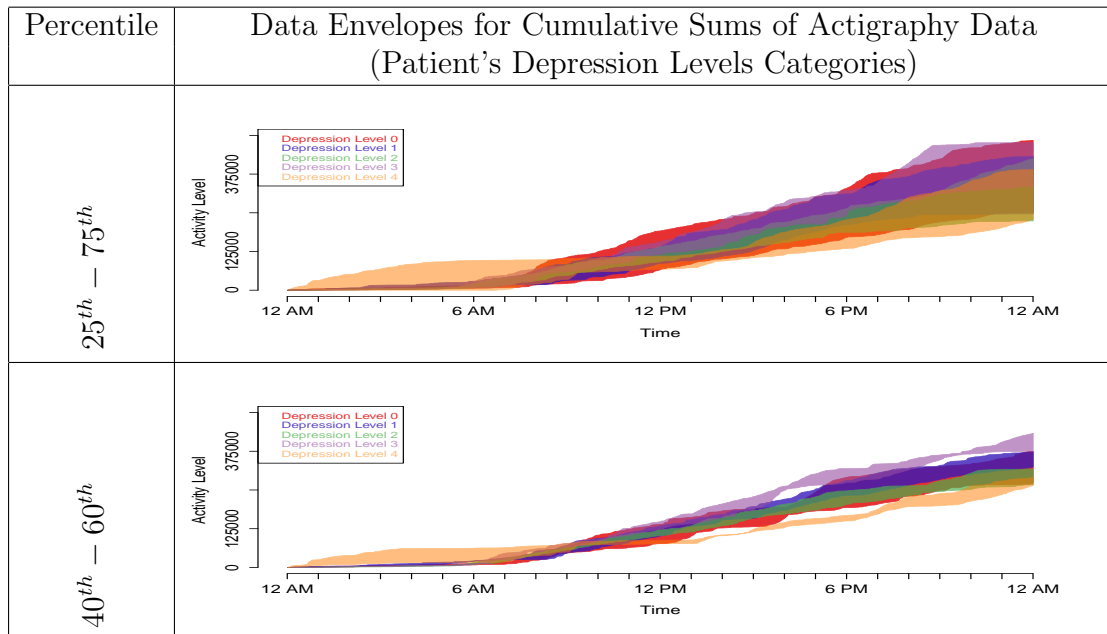 Percentile
Data Envelopes for Cumulative Sums of Actigraphy Data
(Patient's Depression Levels Categories)
25th − 75th
Activity Level
0
125000
375000
Depression Level 0
Depression Level 1
Depression Level 2
Depression Level 3
Depression Level 4
12 AM 6 AM 12 PM 6 PM 12 AM
Time
40th − 60th
Activity Level
0
125000
375000
Depression Level 0
Depression Level 1
Depression Level 2
Depression Level 3
Depression Level 4
12 AM 6 AM 12 PM 6 PM 12 AM
Time